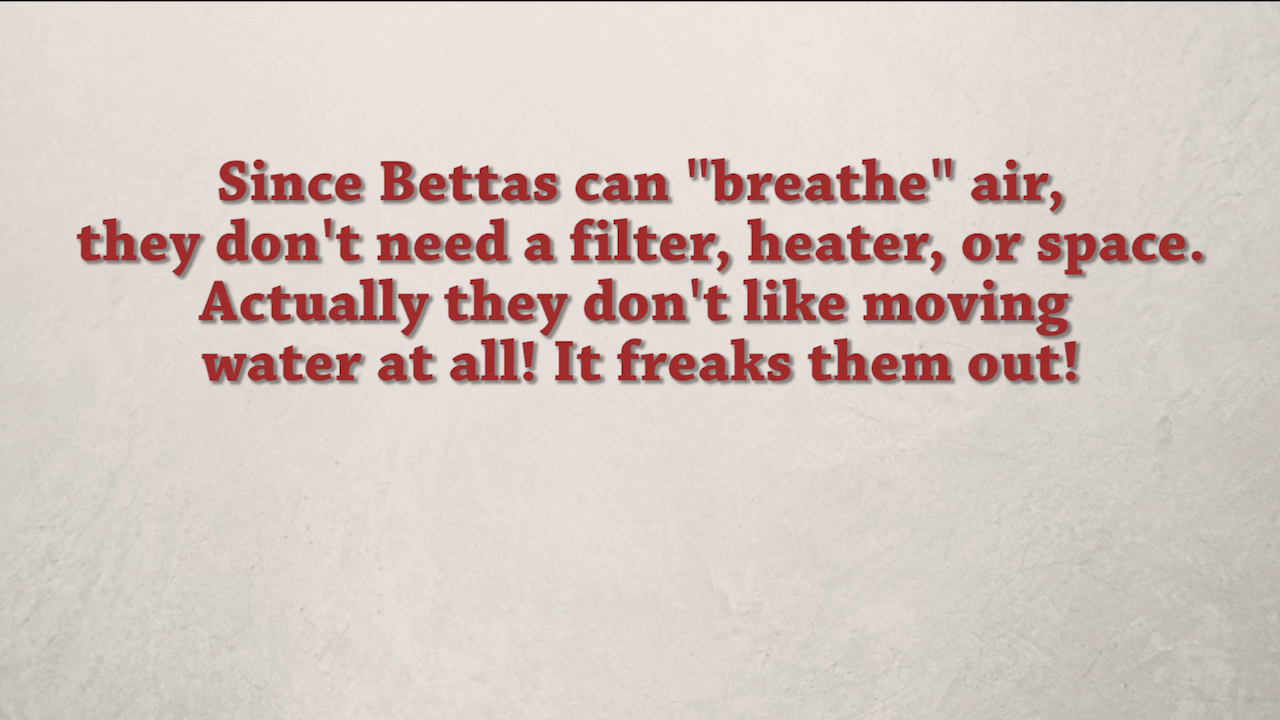 Since Bettas can "breathe" air,
they don't need a filter, heater, or space.
Actually they don't like moving
water at all! It freaks them out!